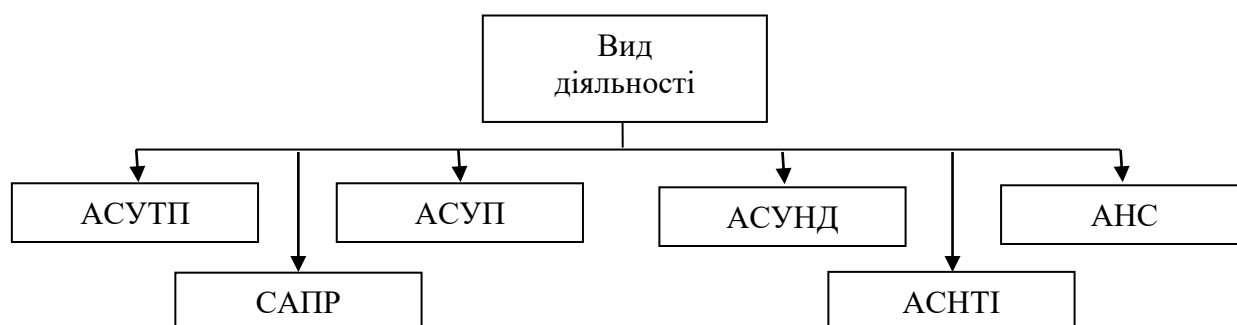 Вид
діяльності
АСУТП
АСУП
АСУНД
АНС
САПР
АСНТІ